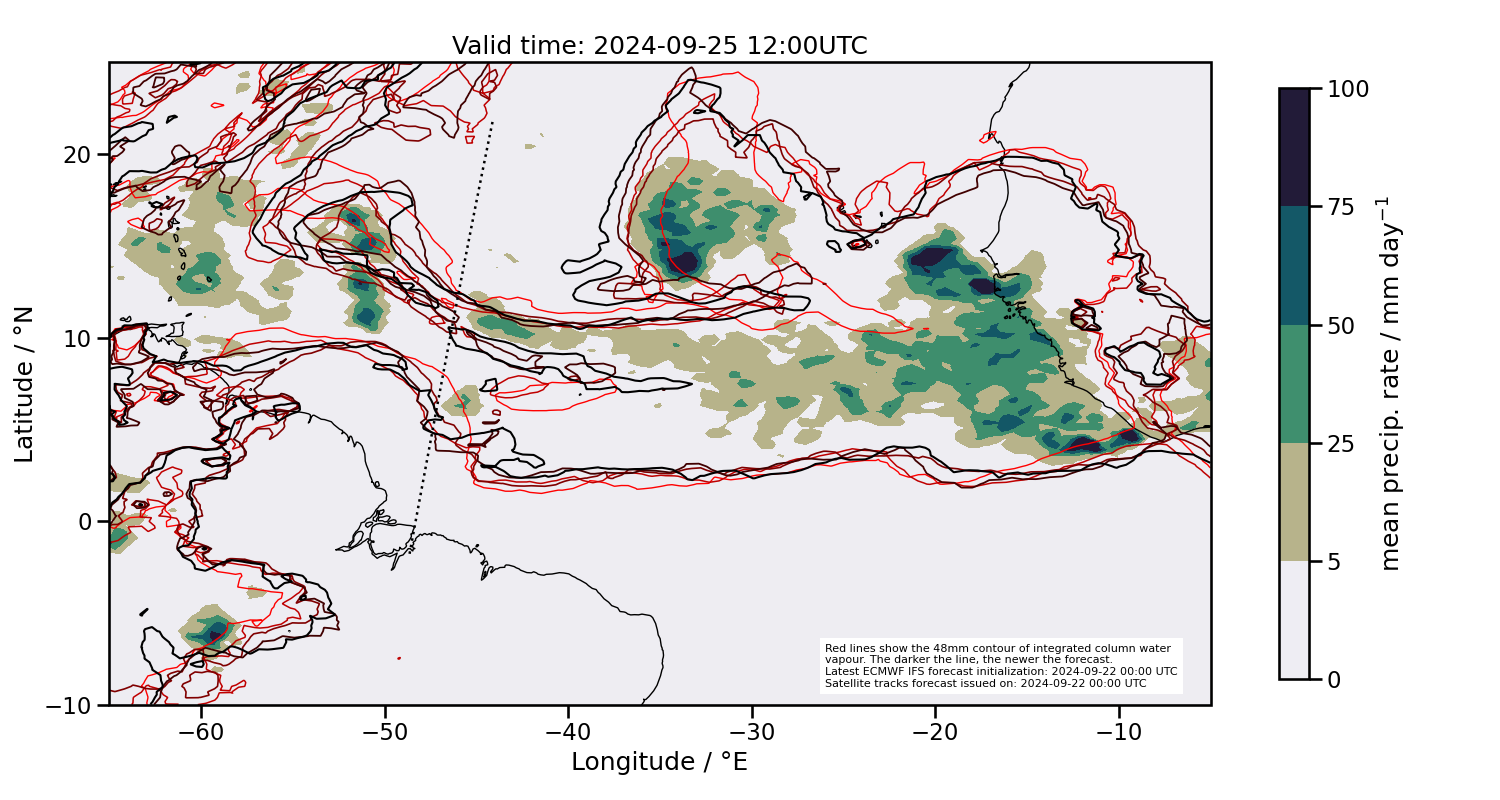 Valid time: 2024-09-25 12:00UTC
Latitude / °N
20
10
0
−10
−60
−50
−40
−30
−20
−10
Longitude / °E
Red lines show the 48mm contour of integrated column water
vapour. The darker the line, the newer the forecast.
Latest ECMWF IFS forecast initialization: 2024-09-22 00:00 UTC
Satellite tracks forecast issued on: 2024-09-22 00:00 UTC
100
75
50
25
5
0
mean precip. rate / mm day⁻¹